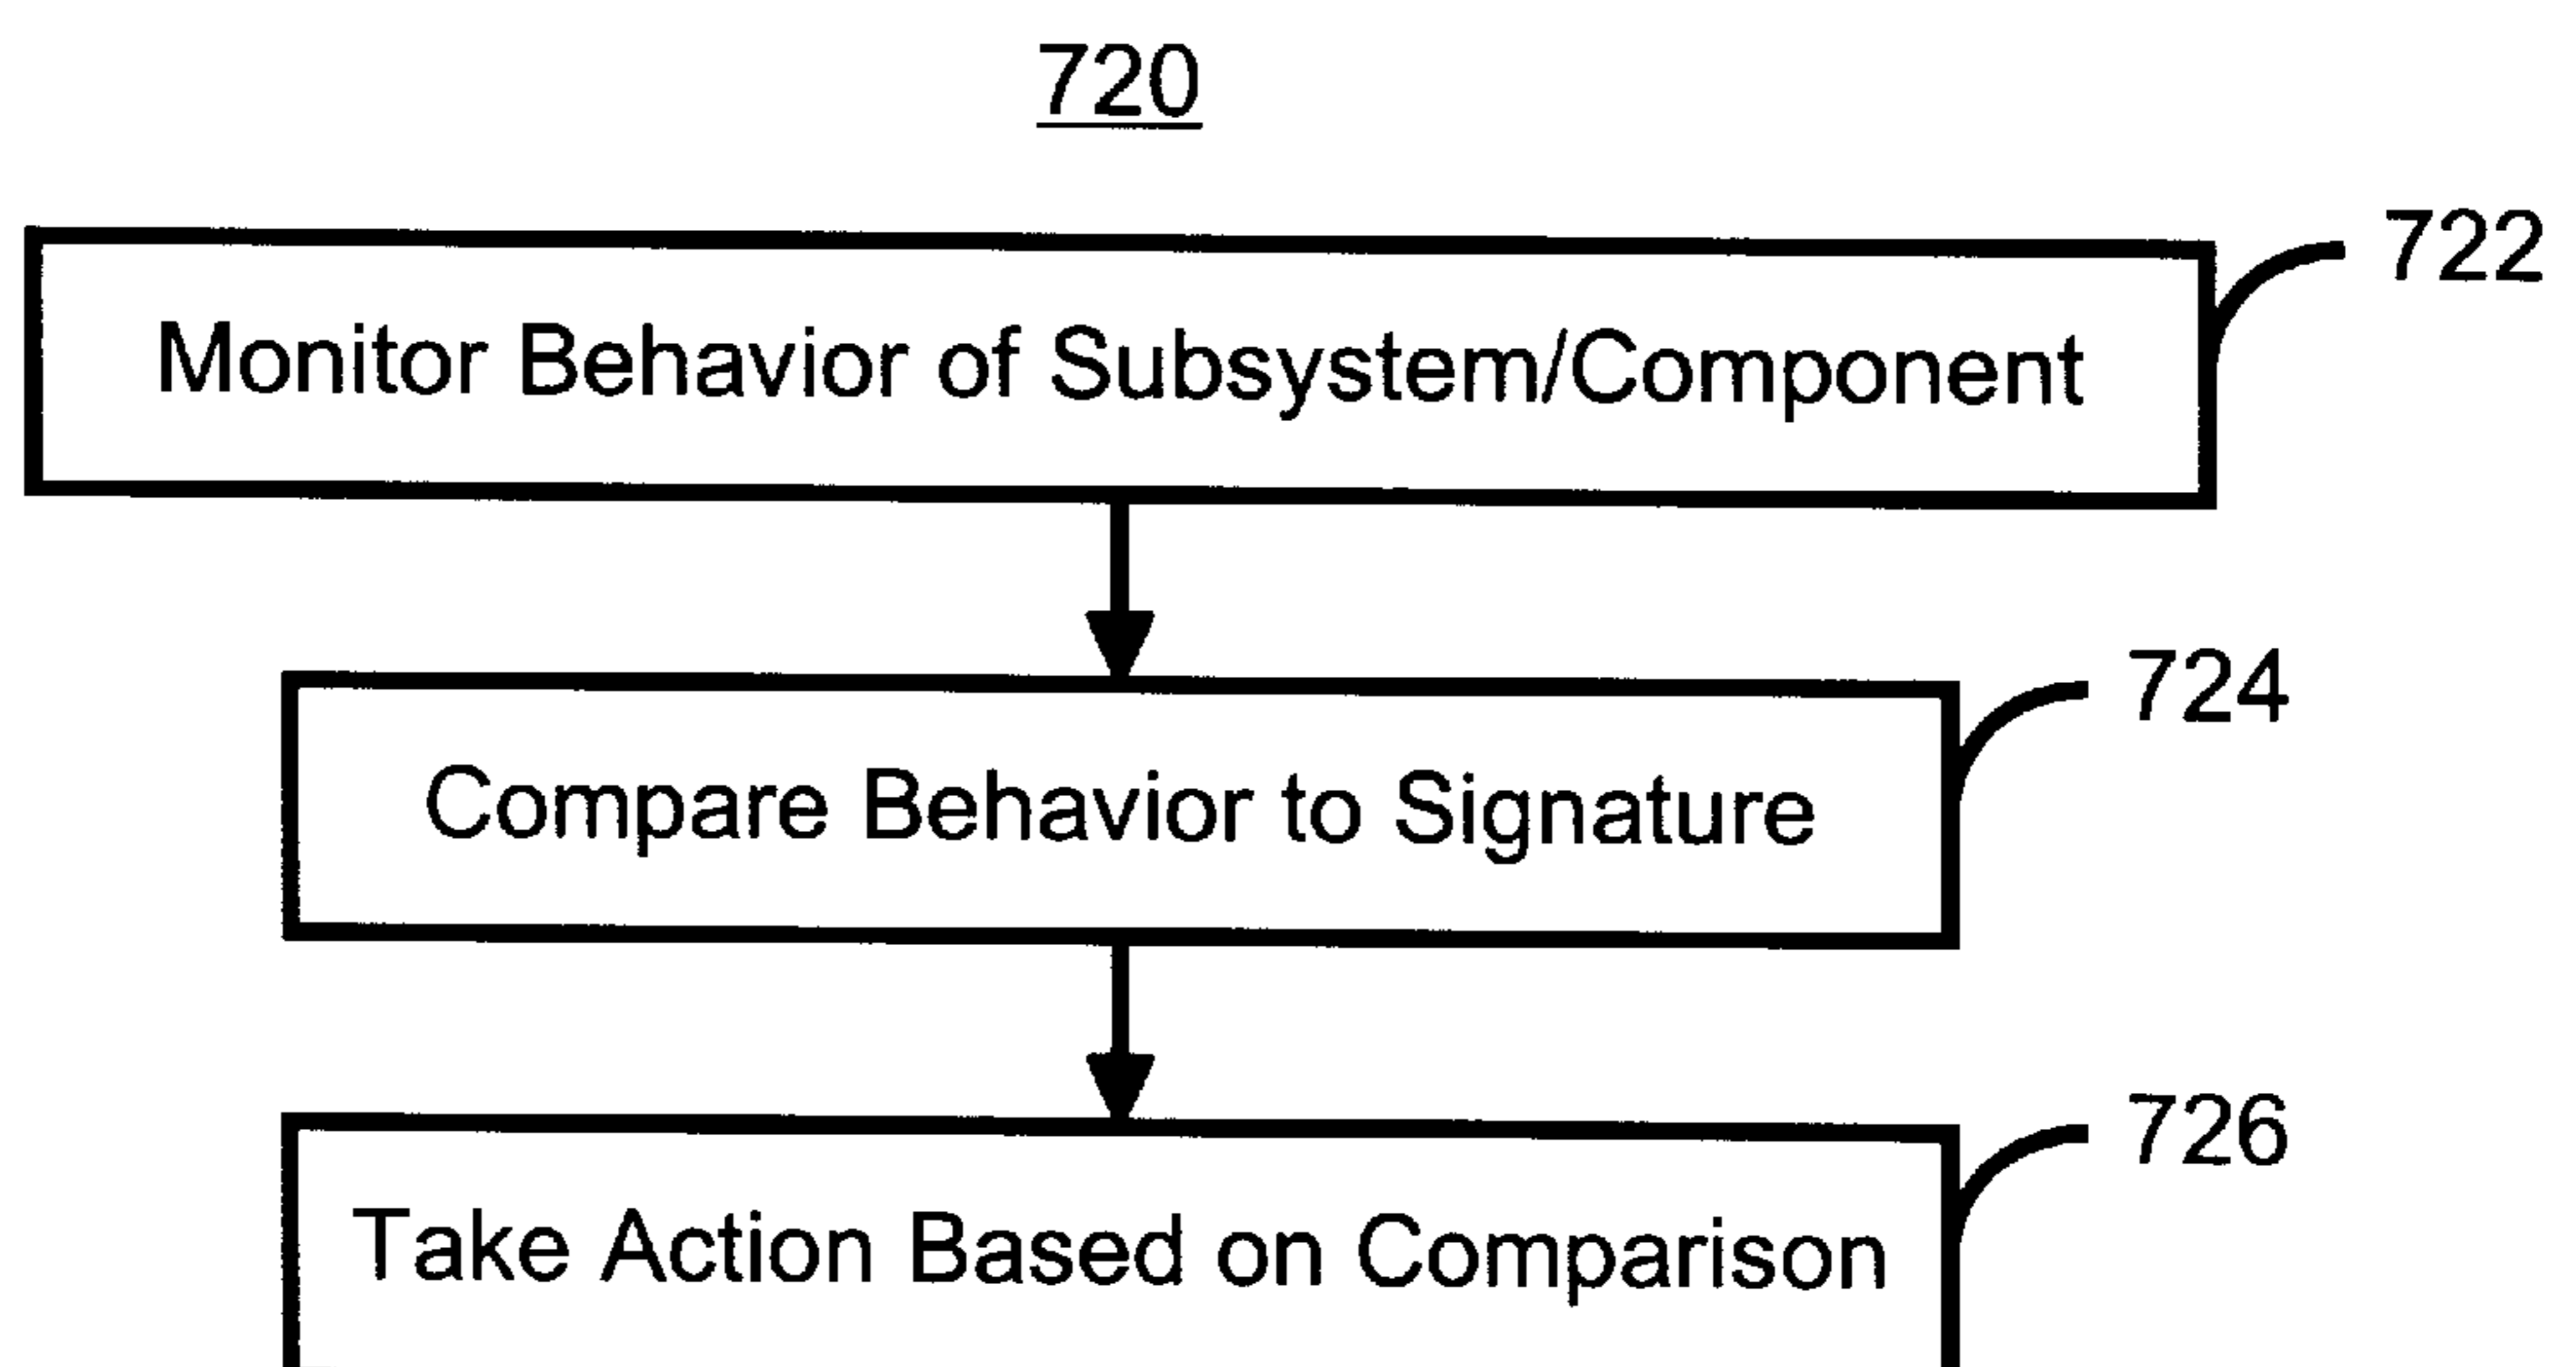 720
722
Monitor Behavior of Subsystem/Component
724
Compare Behavior to Signature
726
Take Action Based on Comparison